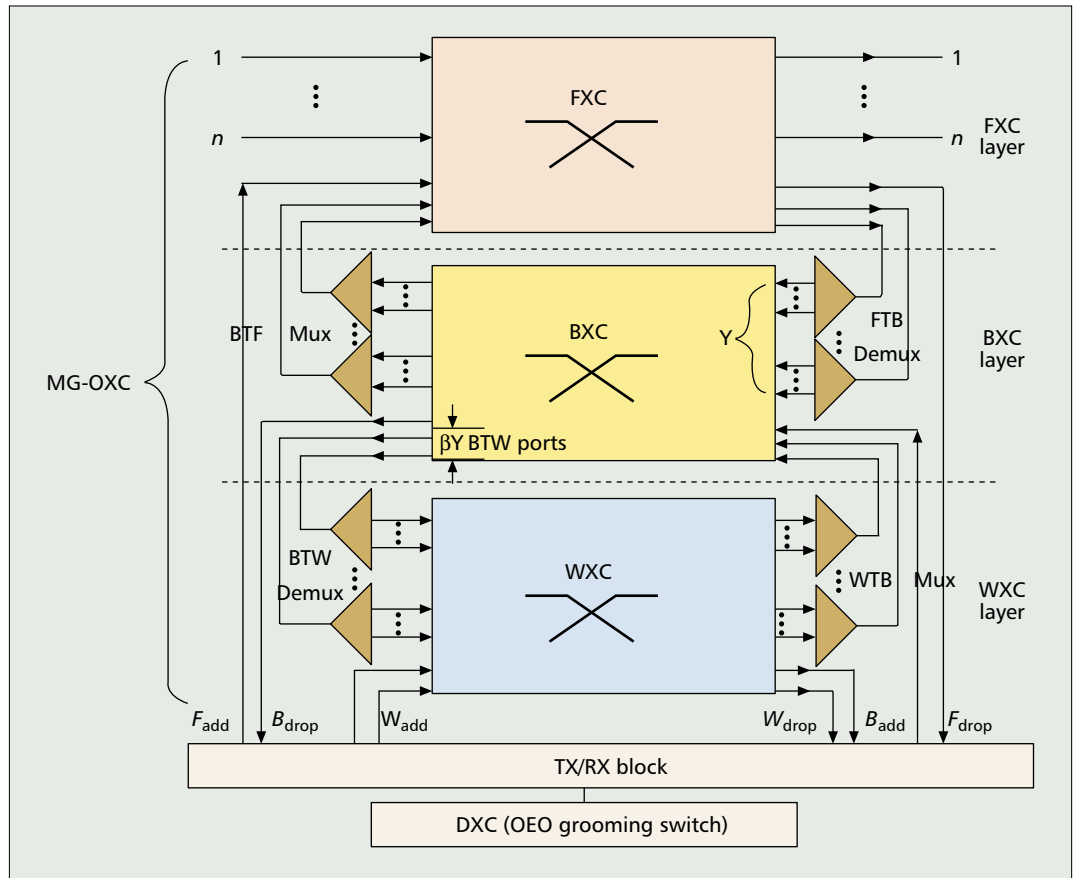 1
FXC
1
n
n
FXC
layer
BTF
Mux
BXC
Y
FTB
Demux
BXC
layer
MG-OXC
βY BTW ports
BTW
Demux
WXC
WTB
Mux
WXC
layer
Fadd
Bdrop
Wadd
Wdrop
Badd
Fdrop
TX/RX block
DXC (OEO grooming switch)